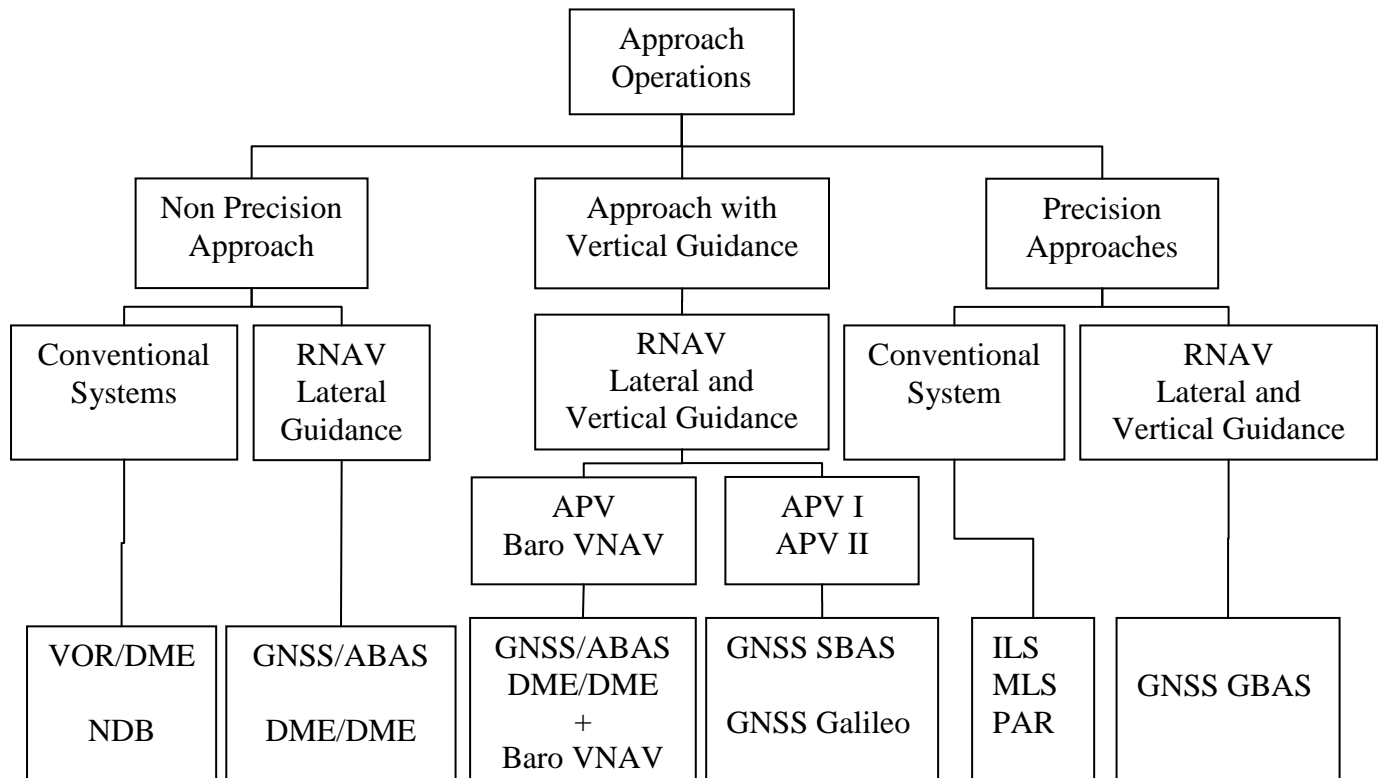 Approach
Operations
Non Precision
Approach
Approach with
Vertical Guidance
Precision
Approaches
Conventional
Systems
RNAV
Lateral
Guidance
RNAV
Lateral and
Vertical Guidance
Conventional
System
RNAV
Lateral and
Vertical Guidance
APV
Baro VNAV
APV I
APV II
VOR/DME
NDB
GNSS/ABAS
DME/DME
GNSS/ABAS
DME/DME
+
Baro VNAV
GNSS SBAS
GNSS Galileo
ILS
MLS
PAR
GNSS GBAS